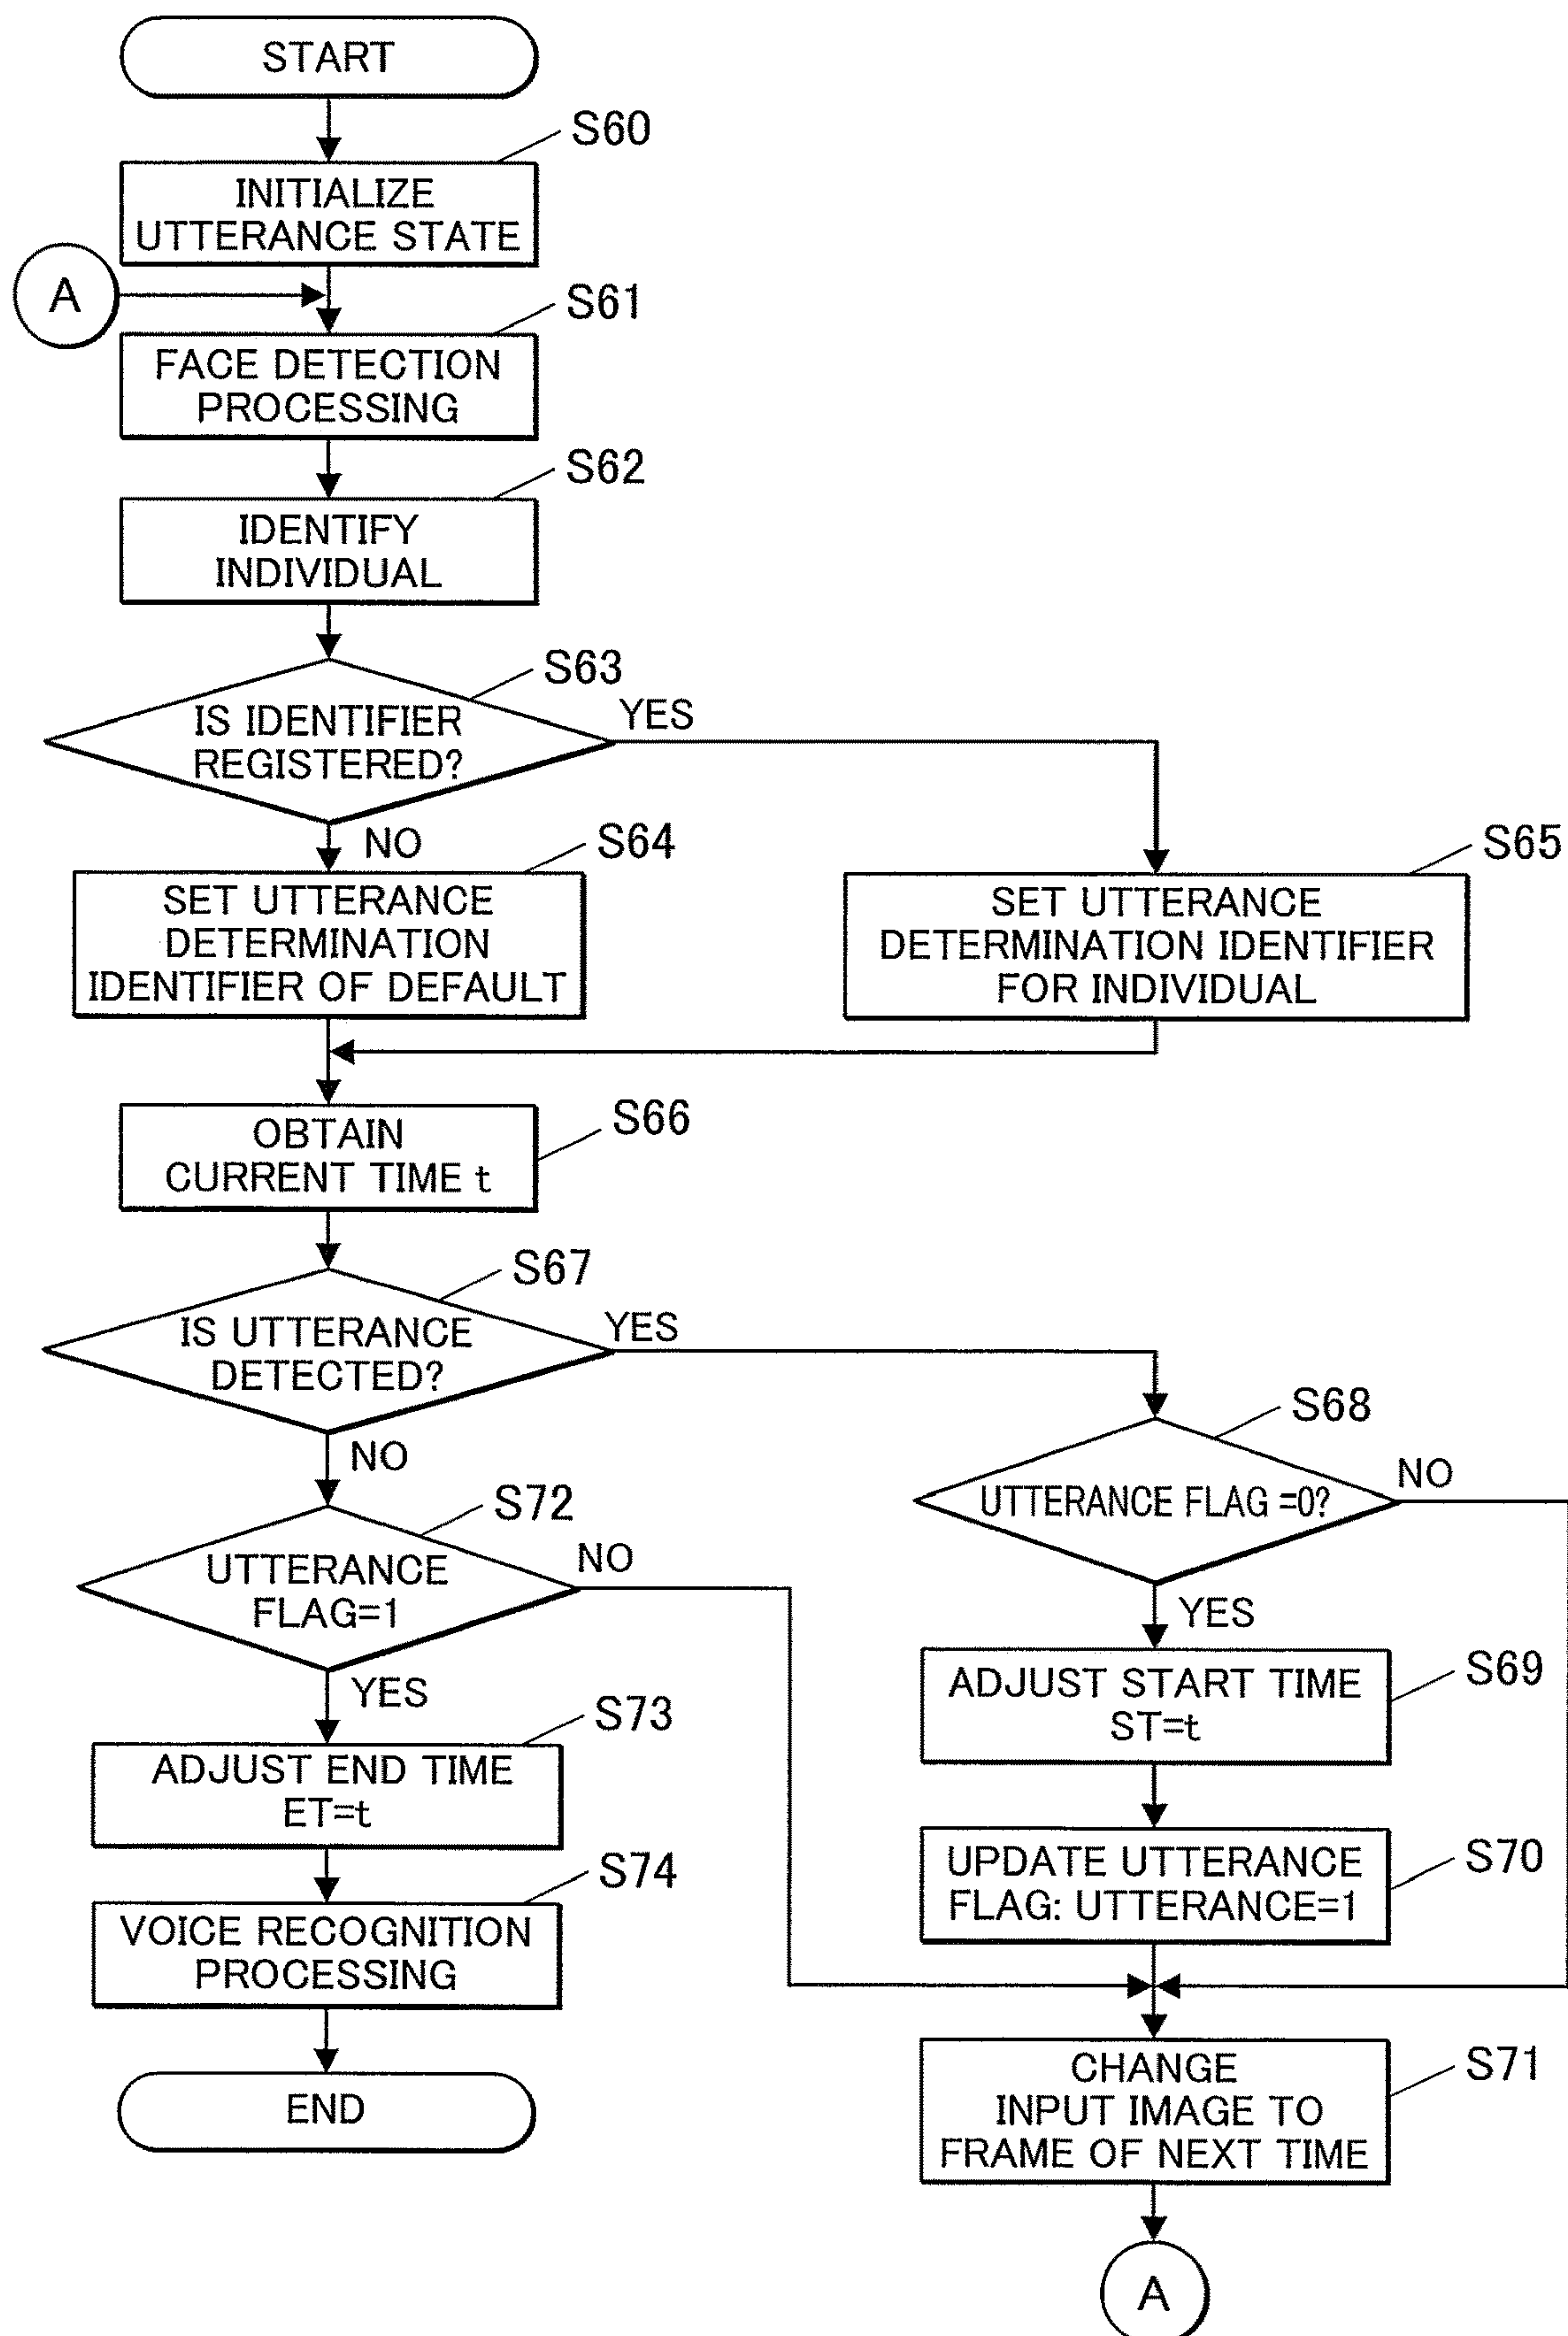 START
S60
INITIALIZE
UTTERANCE STATE
A
S61
FACE DETECTION
PROCESSING
S62
IDENTIFY
INDIVIDUAL
S63
IS IDENTIFIER
REGISTERED?
YES
NO
S64
SET UTTERANCE
DETERMINATION
IDENTIFIER OF DEFAULT
S65
SET UTTERANCE
DETERMINATION IDENTIFIER
FOR INDIVIDUAL
S66
OBTAIN
CURRENT TIME t
S67
IS UTTERANCE
DETECTED?
YES
NO
S68
UTTERANCE FLAG =0?
NO
YES
S72
UTTERANCE
FLAG=1
NO
YES
S69
ADJUST START TIME
ST=t
S73
ADJUST END TIME
ET=t
S70
UPDATE UTTERANCE
FLAG: UTTERANCE=1
S74
VOICE RECOGNITION
PROCESSING
END
S71
CHANGE
INPUT IMAGE TO
FRAME OF NEXT TIME
A